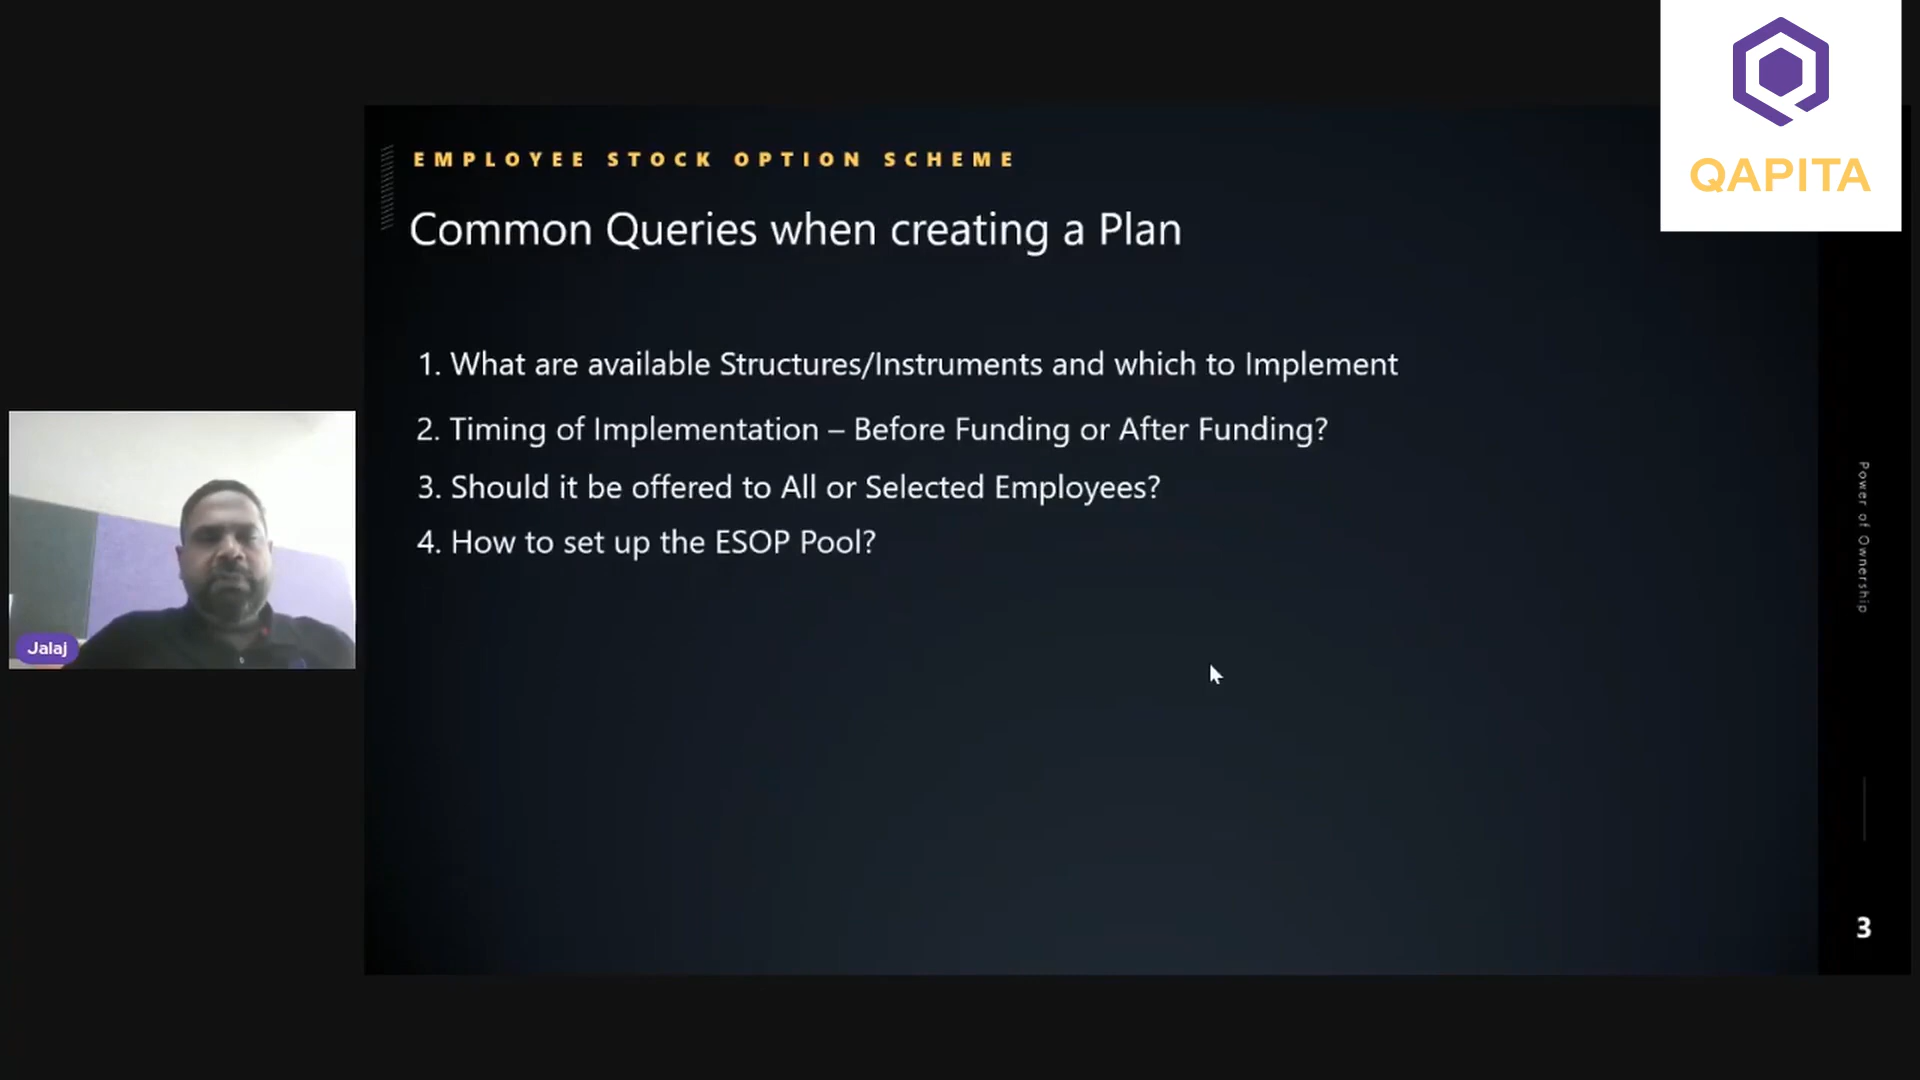 QAPITA
EMPLOYEE STOCK OPTION SCHEME
Common Queries when creating a Plan
1. What are available Structures/Instruments and which to Implement
2. Timing of Implementation – Before Funding or After Funding?
3. Should it be offered to All or Selected Employees?
4. How to set up the ESOP Pool?
Jalaj
Power of Ownership
3